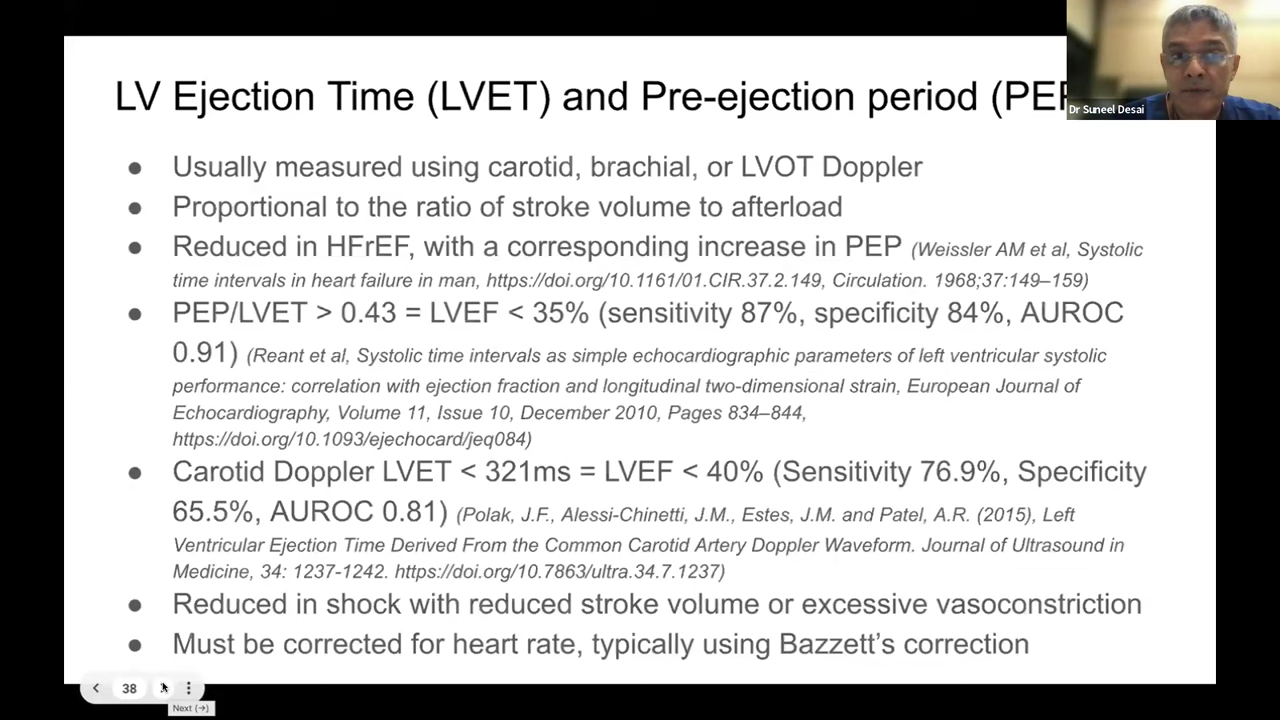 LV Ejection Time (LVET) and Pre-ejection period (PEP
Dr Suneel Desai
● Usually measured using carotid, brachial, or LVOT Doppler
● Proportional to the ratio of stroke volume to afterload
● Reduced in HFrEF, with a corresponding increase in PEP (Weissler AM et al, Systolic
time intervals in heart failure in man, https://doi.org/10.1161/01.CIR.37.2.149, Circulation. 1968;37:149–159)
● PEP/LVET > 0.43 = LVEF < 35% (sensitivity 87%, specificity 84%, AUROC
0.91) (Reant et al, Systolic time intervals as simple echocardiographic parameters of left ventricular systolic
performance: correlation with ejection fraction and longitudinal two-dimensional strain, European Journal of
Echocardiography, Volume 11, Issue 10, December 2010, Pages 834–844,
https://doi.org/10.1093/ejechocard/jeq084)
● Carotid Doppler LVET < 321ms = LVEF < 40% (Sensitivity 76.9%, Specificity
65.5%, AUROC 0.81) (Polak, J.F., Alessi-Chinetti, J.M., Estes, J.M. and Patel, A.R. (2015), Left
Ventricular Ejection Time Derived From the Common Carotid Artery Doppler Waveform. Journal of Ultrasound in
Medicine, 34: 1237-1242. https://doi.org/10.7863/ultra.34.7.1237)
● Reduced in shock with reduced stroke volume or excessive vasoconstriction
● Must be corrected for heart rate, typically using Bazzett's correction
38
Next (→)